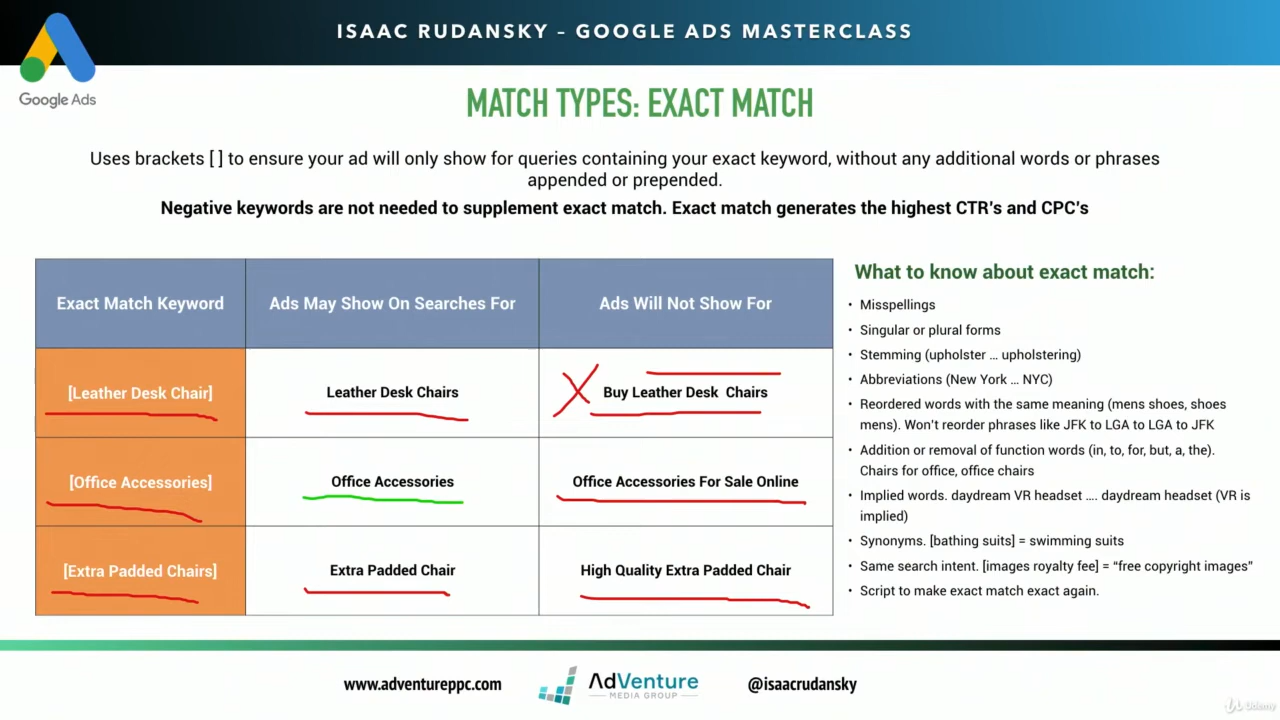 ISAAC RUDANSKY – GOOGLE ADS MASTERCLASS
Google Ads
MATCH TYPES: EXACT MATCH
Uses brackets [ ] to ensure your ad will only show for queries containing your exact keyword, without any additional words or phrases
appended or prepended.
Negative keywords are not needed to supplement exact match. Exact match generates the highest CTR's and CPC's
Exact Match Keyword
Ads May Show On Searches For
Ads Will Not Show For
[Leather Desk Chair]
Leather Desk Chairs
Buy Leather Desk Chairs
[Office Accessories]
Office Accessories
Office Accessories For Sale Online
[Extra Padded Chairs]
Extra Padded Chair
High Quality Extra Padded Chair
What to know about exact match:
• Misspellings
• Singular or plural forms
• Stemming (upholster ... upholstering)
• Abbreviations (New York ... NYC)
• Reordered words with the same meaning (mens shoes, shoes
mens). Won't reorder phrases like JFK to LGA to LGA to JFK
• Addition or removal of function words (in, to, for, but, a, the).
Chairs for office, office chairs
• Implied words. daydream VR headset .... daydream headset (VR is
implied)
• Synonyms. [bathing suits] = swimming suits
• Same search intent. [images royalty fee] = "free copyright images"
• Script to make exact match exact again.
www.adventureppc.com
AdVenture
MEDIA GROUP
@isaacrudansky
Udemy